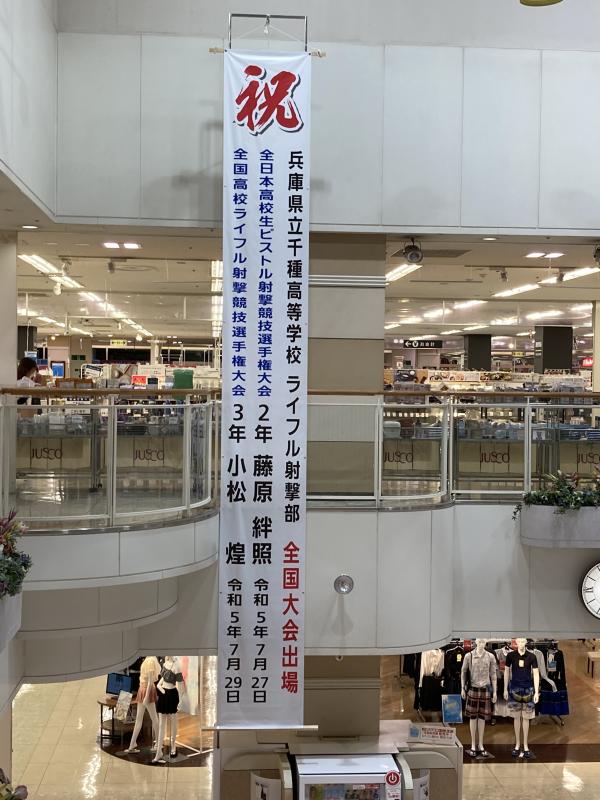 祝
兵庫県立千種高等学校 ライフル射撃部 全国大会出場
全日本高校生ピストル射撃競技選手権大会 2年 藤原 絆照 令和5年7月27日
全国高校ライフル射撃競技選手権大会 3年 小松 煌 令和5年7月29日
JUSCO
JUSCO
JUSCO